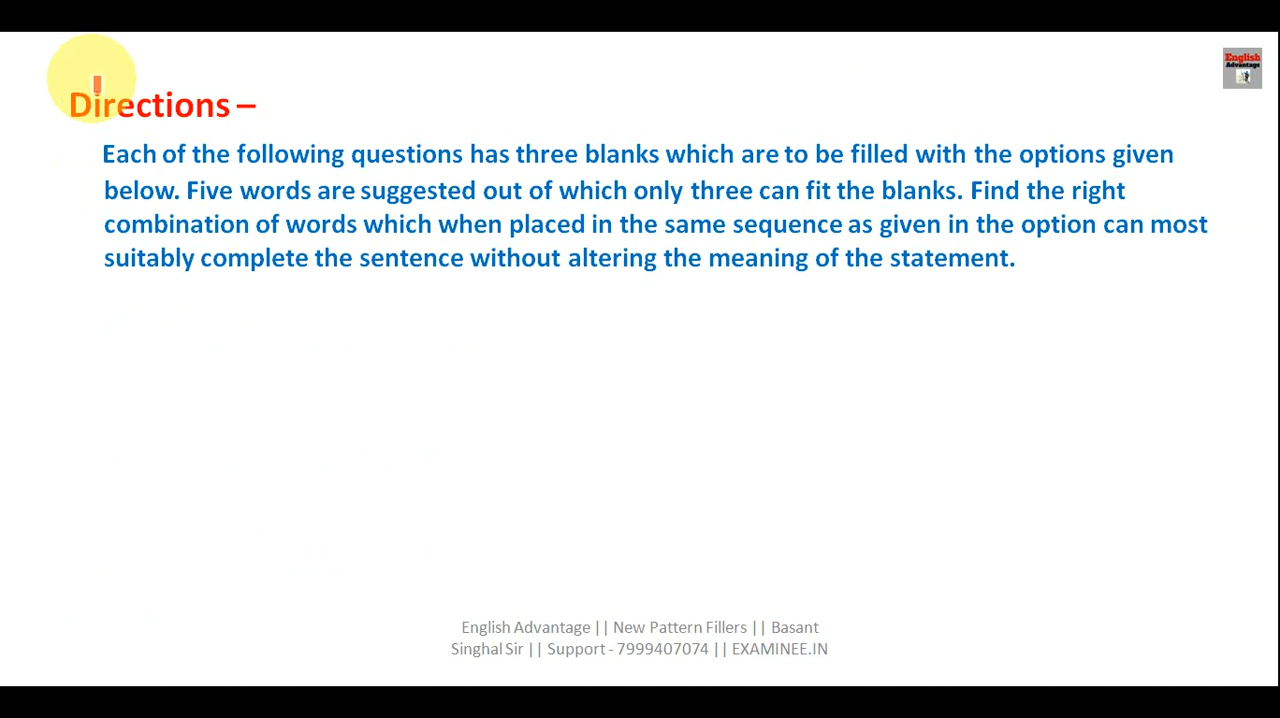 English
Advantage
Directions –
Each of the following questions has three blanks which are to be filled with the options given
below. Five words are suggested out of which only three can fit the blanks. Find the right
combination of words which when placed in the same sequence as given in the option can most
suitably complete the sentence without altering the meaning of the statement.
English Advantage || New Pattern Fillers || Basant
Singhal Sir || Support - 7999407074 || EXAMINEE.IN